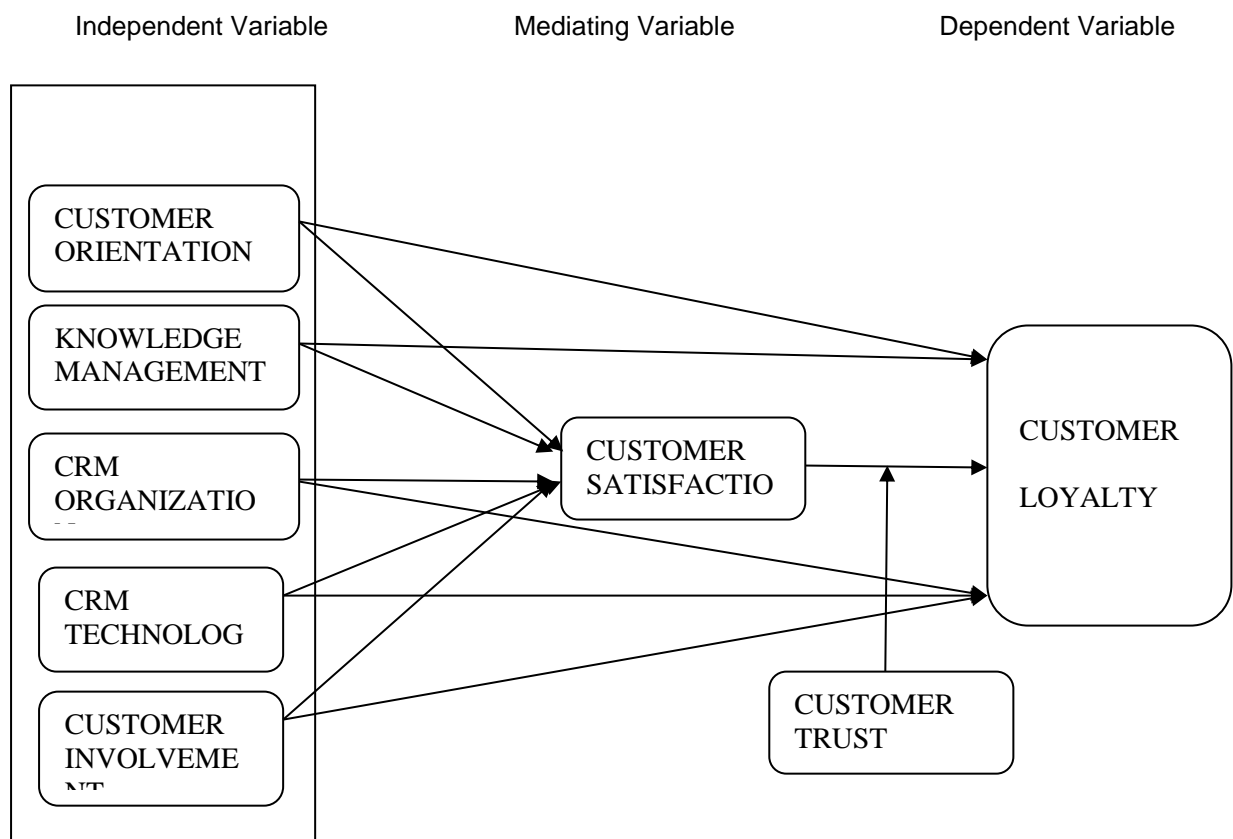 Independent Variable
Mediating Variable
Dependent Variable
CUSTOMER
ORIENTATION
KNOWLEDGE
MANAGEMENT
CRM
ORGANIZATIO
CRM
TECHNOLOG
CUSTOMER
INVOLVEME
NT
CUSTOMER
SATISFACTIO
CUSTOMER
TRUST
CUSTOMER
LOYALTY